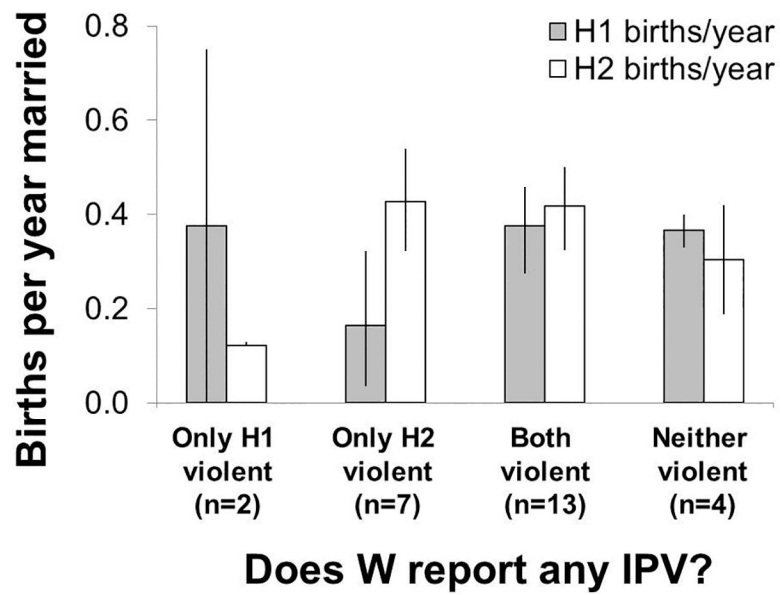 H1 births/year
H2 births/year
Births per year married
0.8
0.6
0.4
0.2
0.0
Only H1
violent
(n=2)
Only H2
violent
(n=7)
Both
violent
(n=13)
Neither
violent
(n=4)
Does W report any IPV?